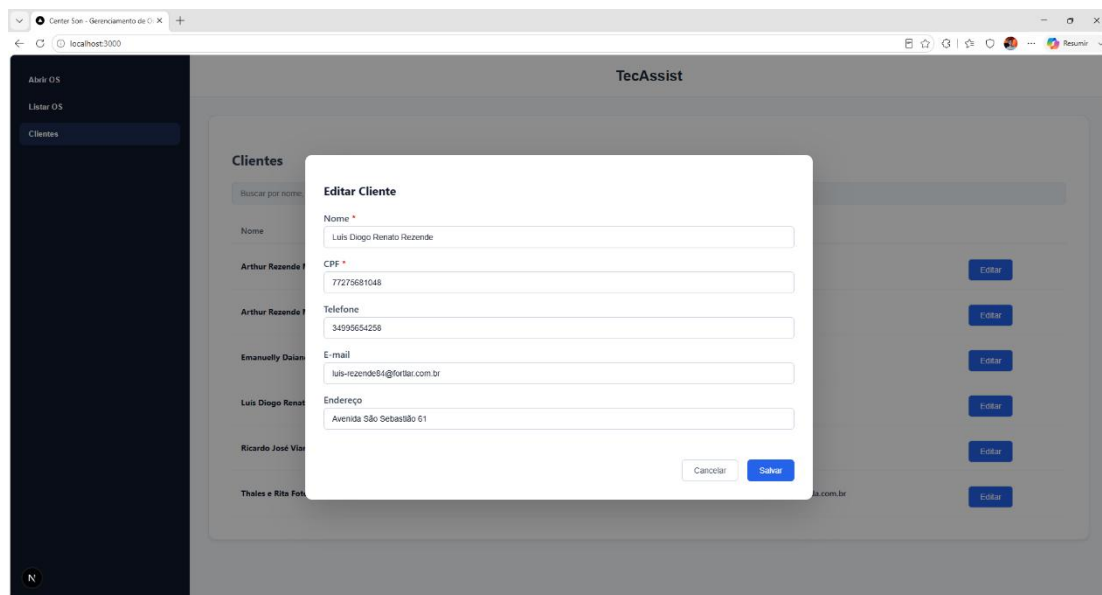 Center Son - Gerenciamento de O
localhost:3000
Resumir
TecAssist
Abrir OS
Listar OS
Clientes
Clientes
Buscar por nome,
Nome
Arthur Rezende
Editar
Arthur Rezende
Editar
Emanuelly Daian
Editar
Luis Diogo Renat
Editar
Ricardo José Vian
Editar
Thales e Rita Fot
da.com.br
Editar
Editar Cliente
Nome *
Luís Diogo Renato Rezende
CPF *
77275681048
Telefone
34995654258
E-mail
luis-rezende84@fortlar.com.br
Endereço
Avenida São Sebastião 61
Cancelar
Salvar
N